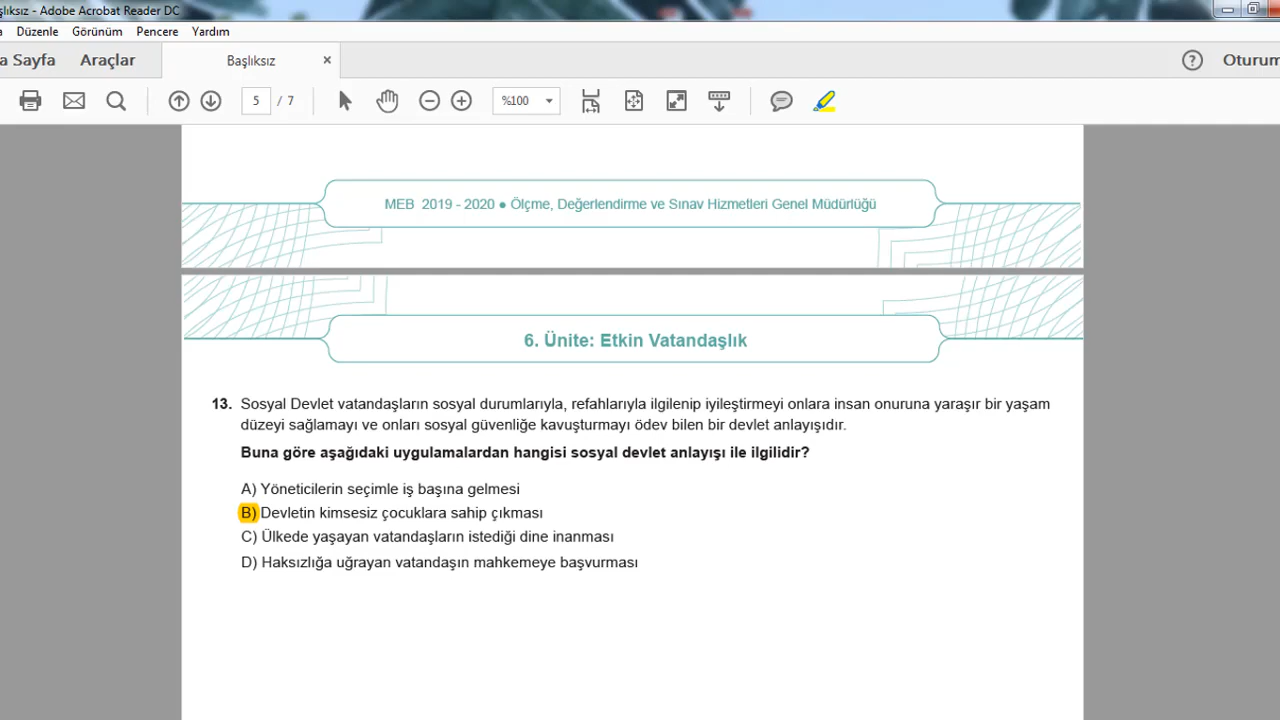 şlıksız - Adobe Acrobat Reader DC
a Düzenle Görünüm Pencere Yardım
a Sayfa Araçlar Başlıksız × ? Oturum
5 / 7 %100
MEB 2019 - 2020 ● Ölçme, Değerlendirme ve Sınav Hizmetleri Genel Müdürlüğü
6. Ünite: Etkin Vatandaşlık
13. Sosyal Devlet vatandaşların sosyal durumlarıyla, refahlarıyla ilgilenip iyileştirmeyi onlara insan onuruna yaraşır bir yaşam
düzeyi sağlamayı ve onları sosyal güvenliğe kavuşturmayı ödev bilen bir devlet anlayışıdır.
Buna göre aşağıdaki uygulamalardan hangisi sosyal devlet anlayışı ile ilgilidir?
A) Yöneticilerin seçimle iş başına gelmesi
B) Devletin kimsesiz çocuklara sahip çıkması
C) Ülkede yaşayan vatandaşların istediği dine inanması
D) Haksızlığa uğrayan vatandaşın mahkemeye başvurması